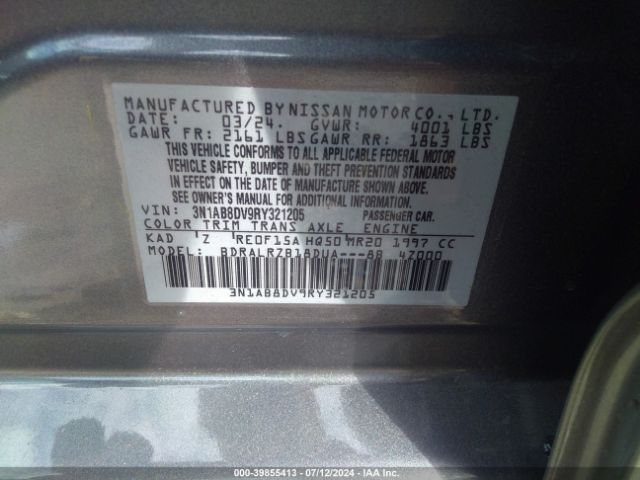 MANUFACTURED BY NISSAN MOTOR CO., LTD.
DATE: 03/24. GVWR: 4001 LBS
GAWR FR: 2161 LBS GAWR RR: 1863 LBS
THIS VEHICLE CONFORMS TO ALL APPLICABLE FEDERAL MOTOR
VEHICLE SAFETY, BUMPER AND THEFT PREVENTION STANDARDS
IN EFFECT ON THE DATE OF MANUFACTURE SHOWN ABOVE.
SEE OWNER'S MANUAL FOR ADDITIONAL INFORMATION.
VIN: 3N1AB8DV9RY321205 PASSENGER CAR.
COLOR TRIM TRANS AXLE ENGINE
KAD Z RE0F15A HQ50 MR20 1997 CC
MODEL: BDRALRZB18DUA---BB 4Z000
3N1AB8DV9RY321205
000-39855413 - 07/12/2024 - IAA Inc.